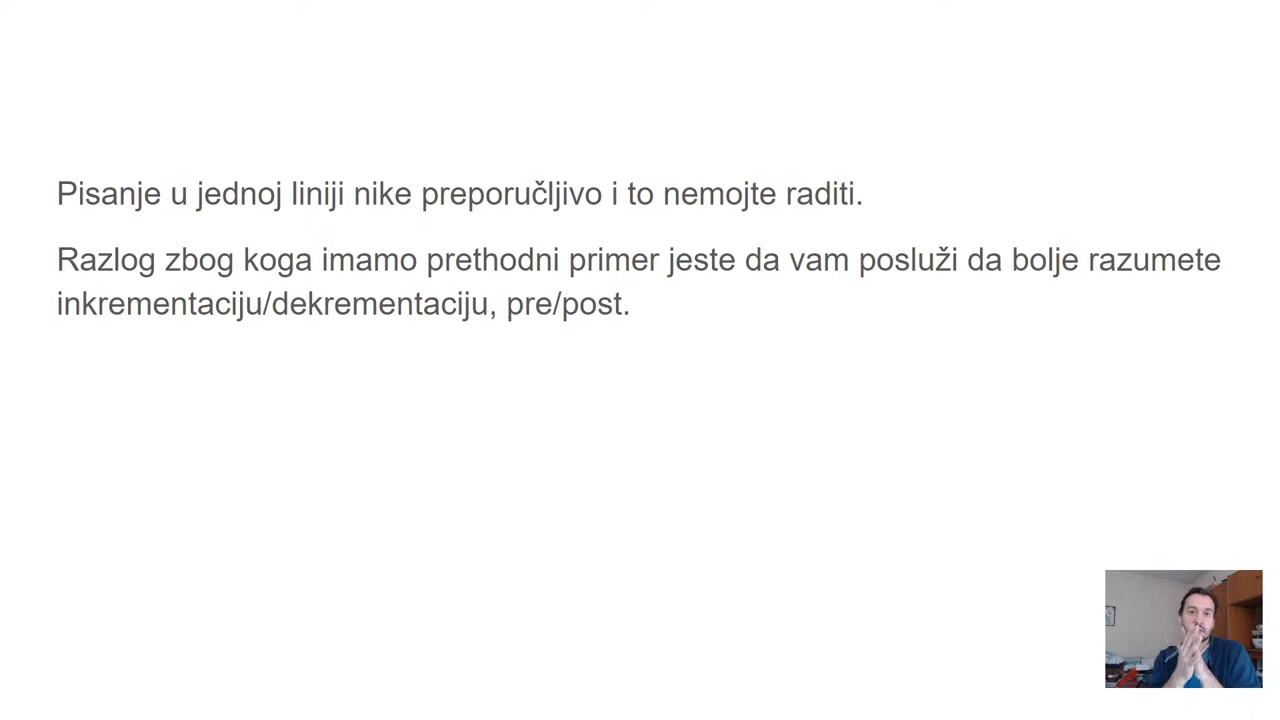 Pisanje u jednoj liniji nike preporučljivo i to nemojte raditi.
Razlog zbog koga imamo prethodni primer jeste da vam posluži da bolje razumete
inkrementaciju/dekrementaciju, pre/post.